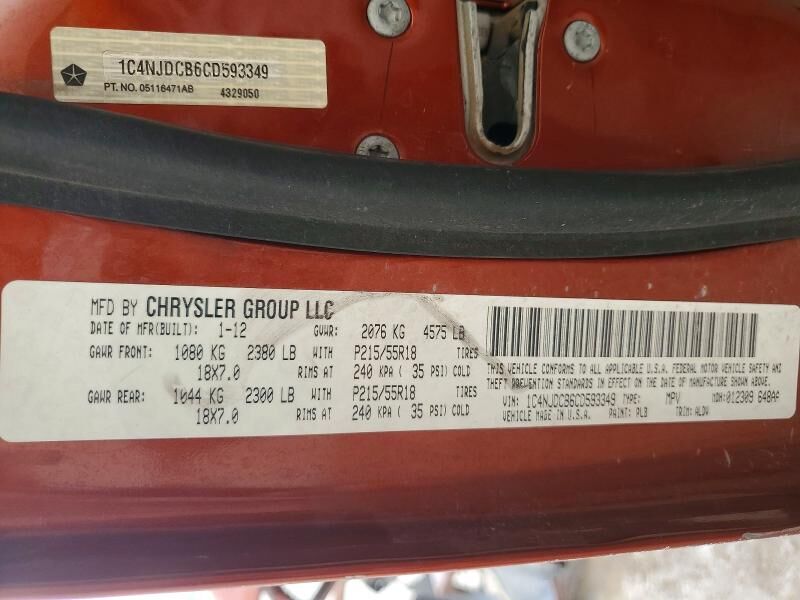 1C4NJDCB6CD593349
PT. NO. 05116471AB 4329050
MFD BY CHRYSLER GROUP LLC
DATE OF MFR(BUILT): 1-12 GVWR: 2076 KG 4575 LB
GAWR FRONT: 1080 KG 2380 LB WITH P215/55R18 TIRES
18X7.0 RIMS AT 240 KPA ( 35 PSI) COLD
GAWR REAR: 1044 KG 2300 LB WITH P215/55R18 TIRES
18X7.0 RIMS AT 240 KPA ( 35 PSI) COLD
THIS VEHICLE CONFORMS TO ALL APPLICABLE U.S.A. FEDERAL MOTOR VEHICLE SAFETY AND
THEFT PREVENTION STANDARDS IN EFFECT ON THE DATE OF MANUFACTURE SHOWN ABOVE.
VIN: 1C4NJDCB6CD593349 TYPE: MPV MDH:012309 648AA
VEHICLE MADE IN U.S.A. PAINT: PLB TRIM: ALDV